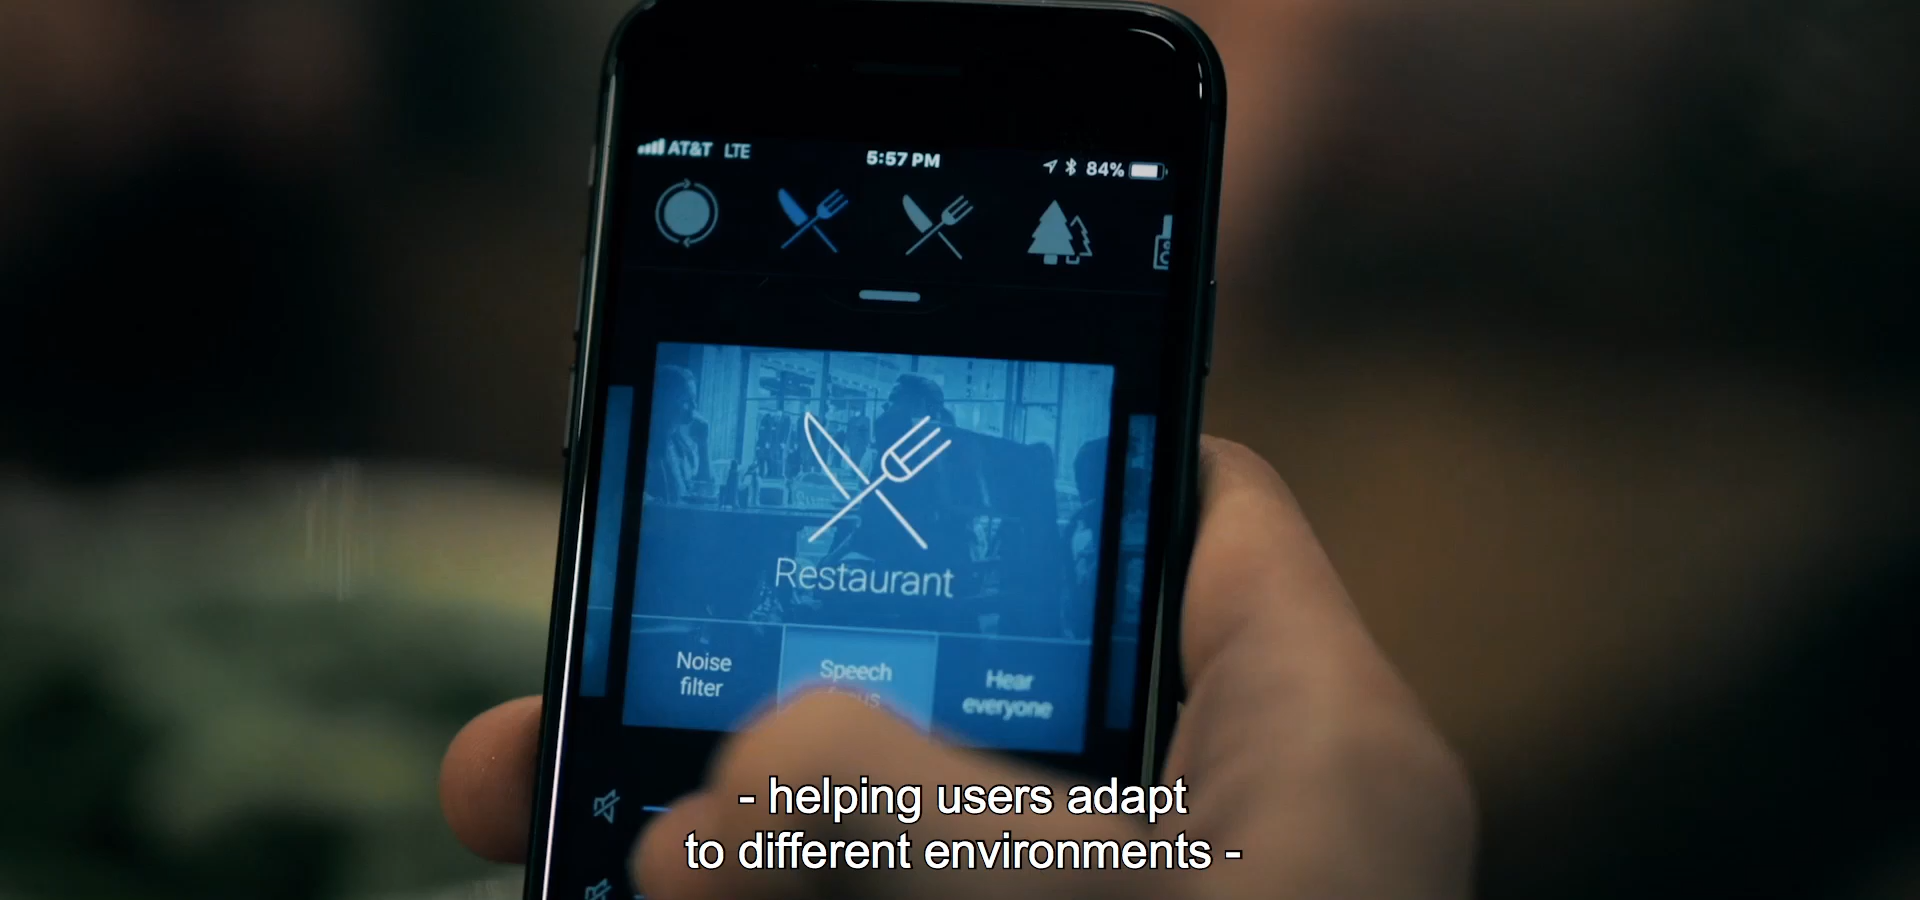 AT&T LTE
5:57 PM
84%
Restaurant
Noise
filter
Speech
Hear
everyone
- helping users adapt
to different environments -